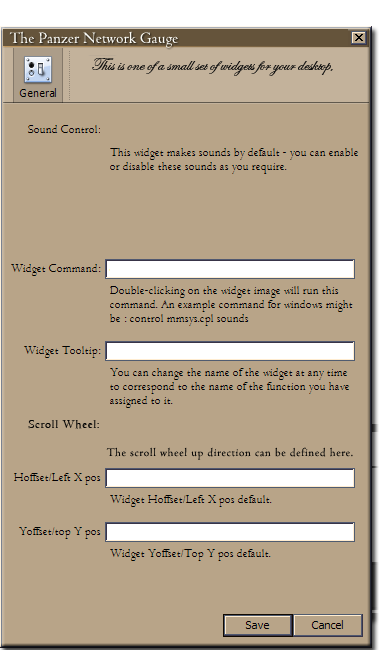 The Panzer Network Gauge
This is one of a small set of widgets for your desktop.
General
Sound Control:
This widget makes sounds by default - you can enable
or disable these sounds as you require.
Widget Command:
Double-clicking on the widget image will run this
command. An example command for windows might
be : control mmsys.cpl sounds
Widget Tooltip:
You can change the name of the widget at any time
to correspond to the name of the function you have
assigned to it.
Scroll Wheel:
The scroll wheel up direction can be defined here.
Hoffset/Left X pos
Widget Hoffset/Left X pos default.
Yoffset/top Y pos
Widget Yoffset/Top Y pos default.
Save Cancel